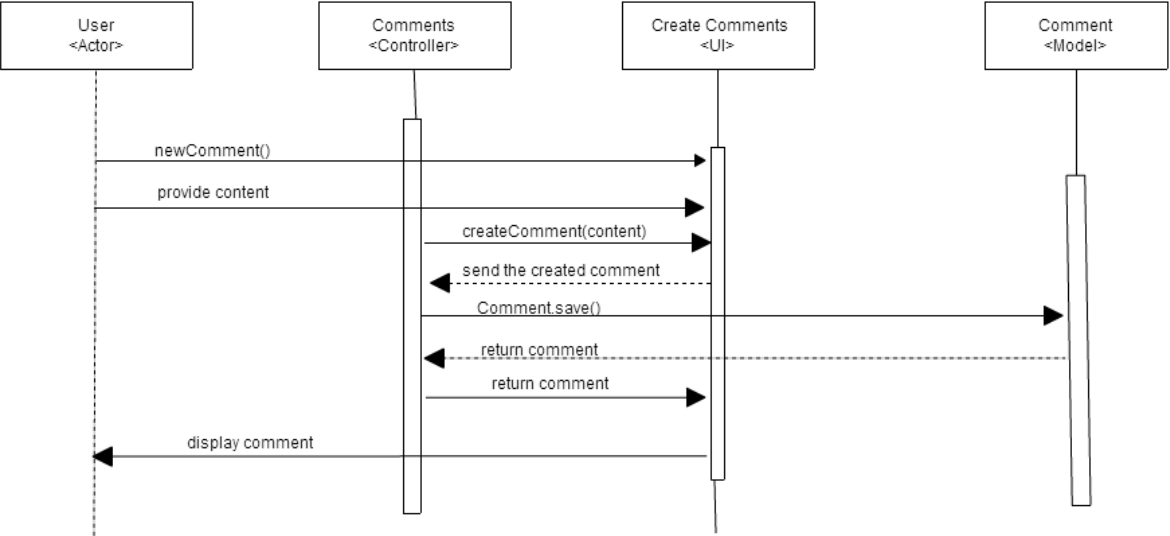 User
<Actor>
Comments
<Controller>
Create Comments
<UI>
Comment
<Model>
newComment()
provide content
createComment(content)
send the created comment
Comment.save()
return comment
return comment
display comment